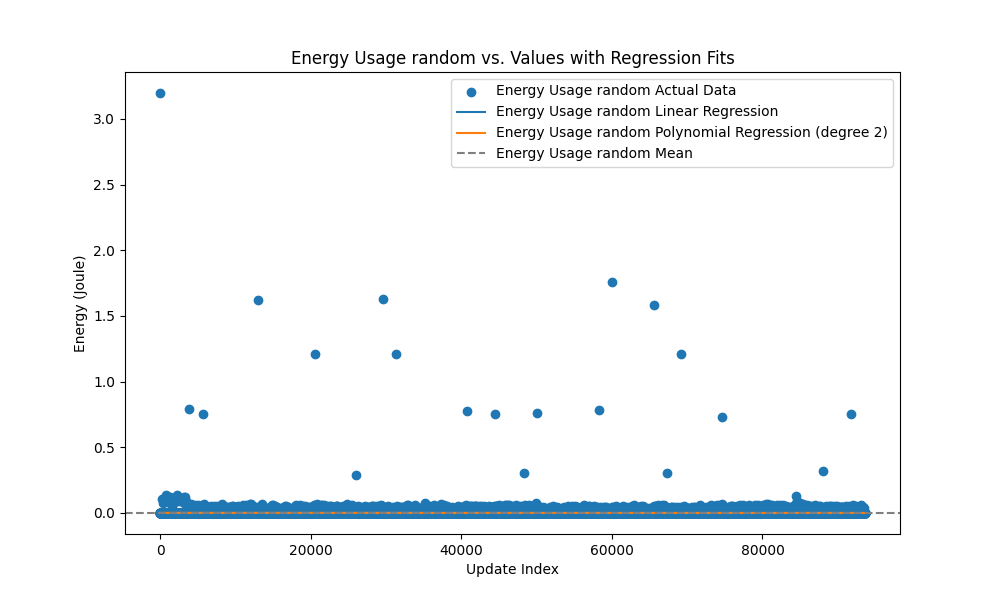 Energy Usage random vs. Values with Regression Fits
Energy Usage random Actual Data
Energy Usage random Linear Regression
Energy Usage random Polynomial Regression (degree 2)
Energy Usage random Mean
Energy (Joule)
3.0
2.5
2.0
1.5
1.0
0.5
0.0
0 20000 40000 60000 80000
Update Index